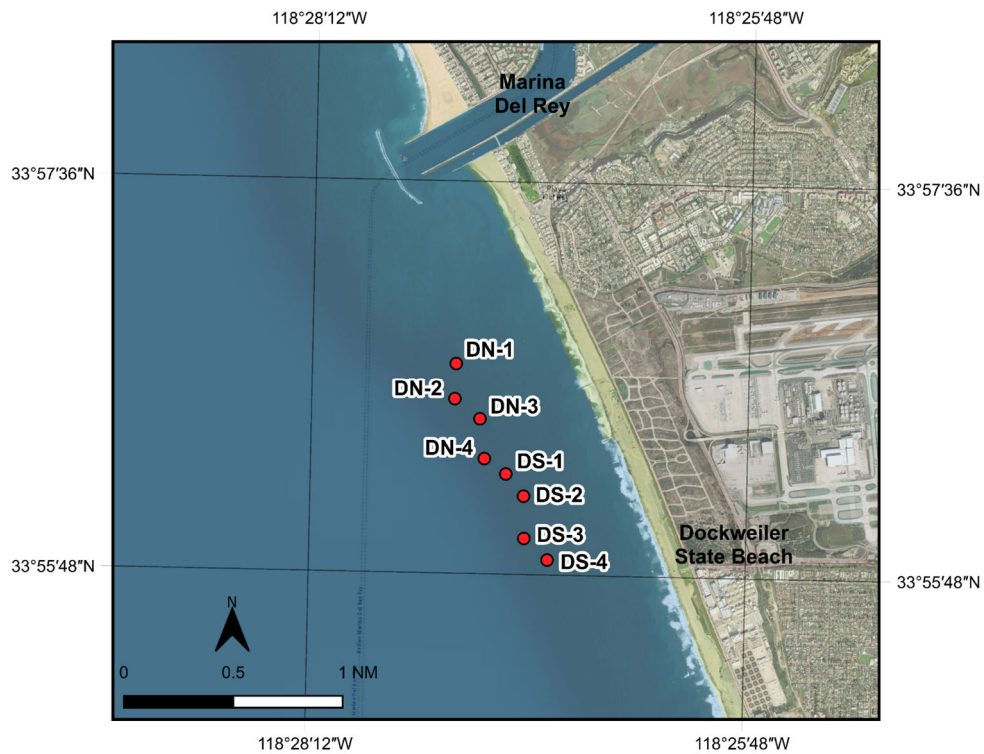 118°28′12″W
118°25′48″W
Marina
Del Rey
33°57′36″N
33°57′36″N
Playa
DN-1
DN-2
DN-3
DN-4
DS-1
DS-2
DS-3
DS-4
Dockweiler
State Beach
33°55′48″N
33°55′48″N
N
0 0.5 1 NM
118°28′12″W
118°25′48″W